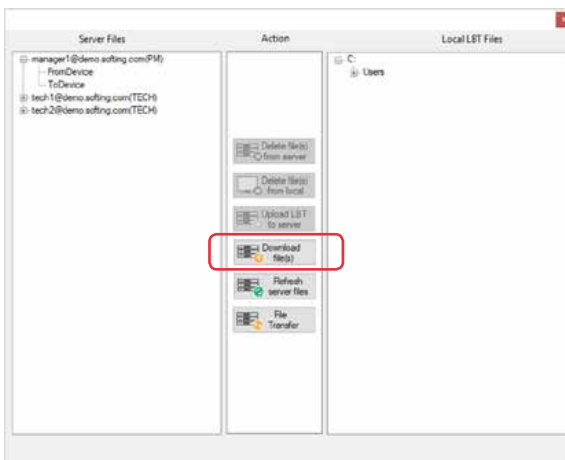 Server Files
Action
Local LBT Files
manager1@demo.softing.com(PM)
FromDevice
ToDevice
tech1@demo.softing.com(TECH)
tech2@demo.softing.com(TECH)
C:
Users
Delete file(s)
from server
Delete file(s)
from local
Upload LBT
to server
Download
file(s)
Refresh
server files
File
Transfer